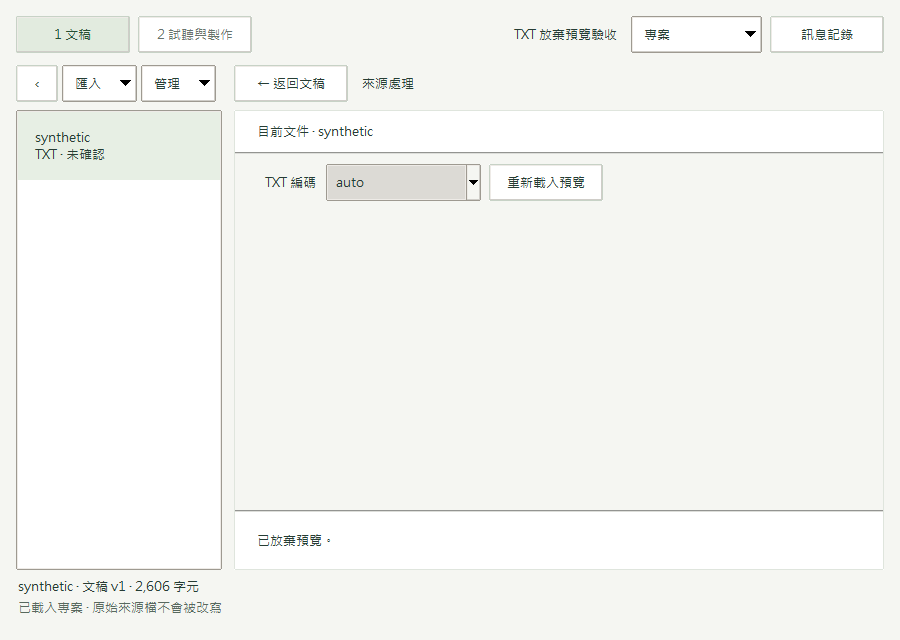 1 文稿
2 試聽與製作
TXT 放棄預覽驗收
專案
訊息記錄
‹
匯入
管理
← 返回文稿
來源處理
synthetic
TXT · 未確認
目前文件 · synthetic
TXT 編碼
auto
重新載入預覽
已放棄預覽。
synthetic · 文稿 v1 · 2,606 字元
已載入專案 · 原始來源檔不會被改寫